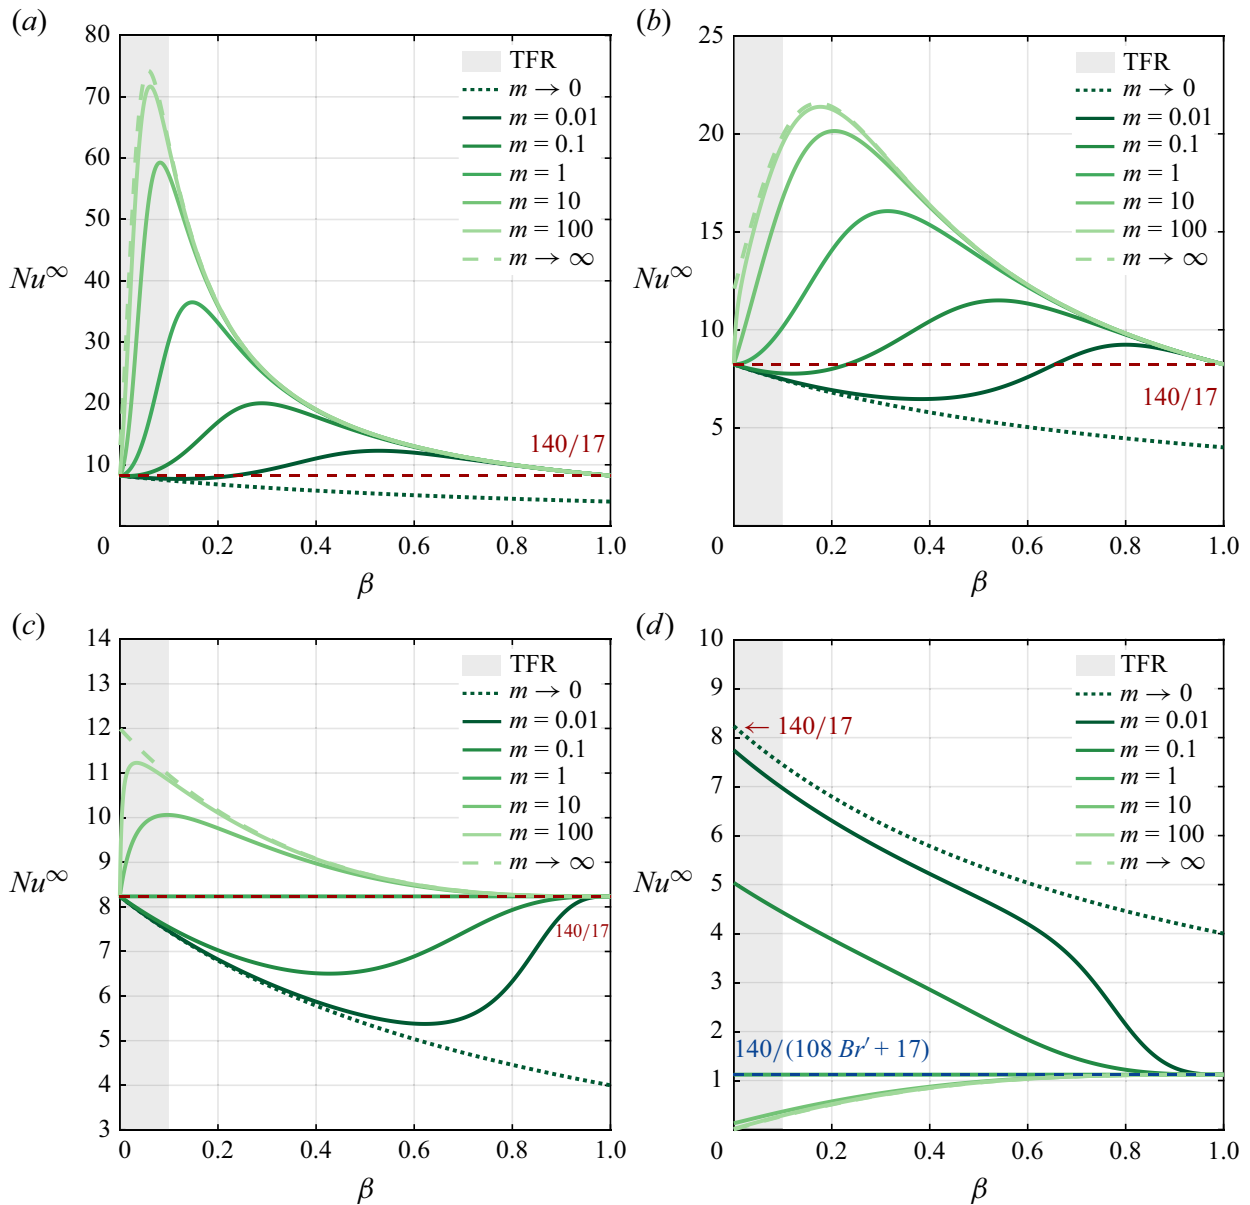 (a)
80
70
60
50
40
30
20
10
Nu^∞
0
0.2
0.4
0.6
0.8
1.0
β
TFR
m → 0
m = 0.01
m = 0.1
m = 1
m = 10
m = 100
m → ∞
140/17
(b)
25
20
15
10
5
Nu^∞
0
0.2
0.4
0.6
0.8
1.0
β
TFR
m → 0
m = 0.01
m = 0.1
m = 1
m = 10
m = 100
m → ∞
140/17
(c)
14
13
12
11
10
9
8
7
6
5
4
3
Nu^∞
0
0.2
0.4
0.6
0.8
1.0
β
TFR
m → 0
m = 0.01
m = 0.1
m = 1
m = 10
m = 100
m → ∞
140/17
(d)
10
9
8
7
6
5
4
3
2
1
Nu^∞
0
0.2
0.4
0.6
0.8
1.0
β
TFR
m → 0
m = 0.01
m = 0.1
m = 1
m = 10
m = 100
m → ∞
← 140/17
140/(108 Br′ + 17)